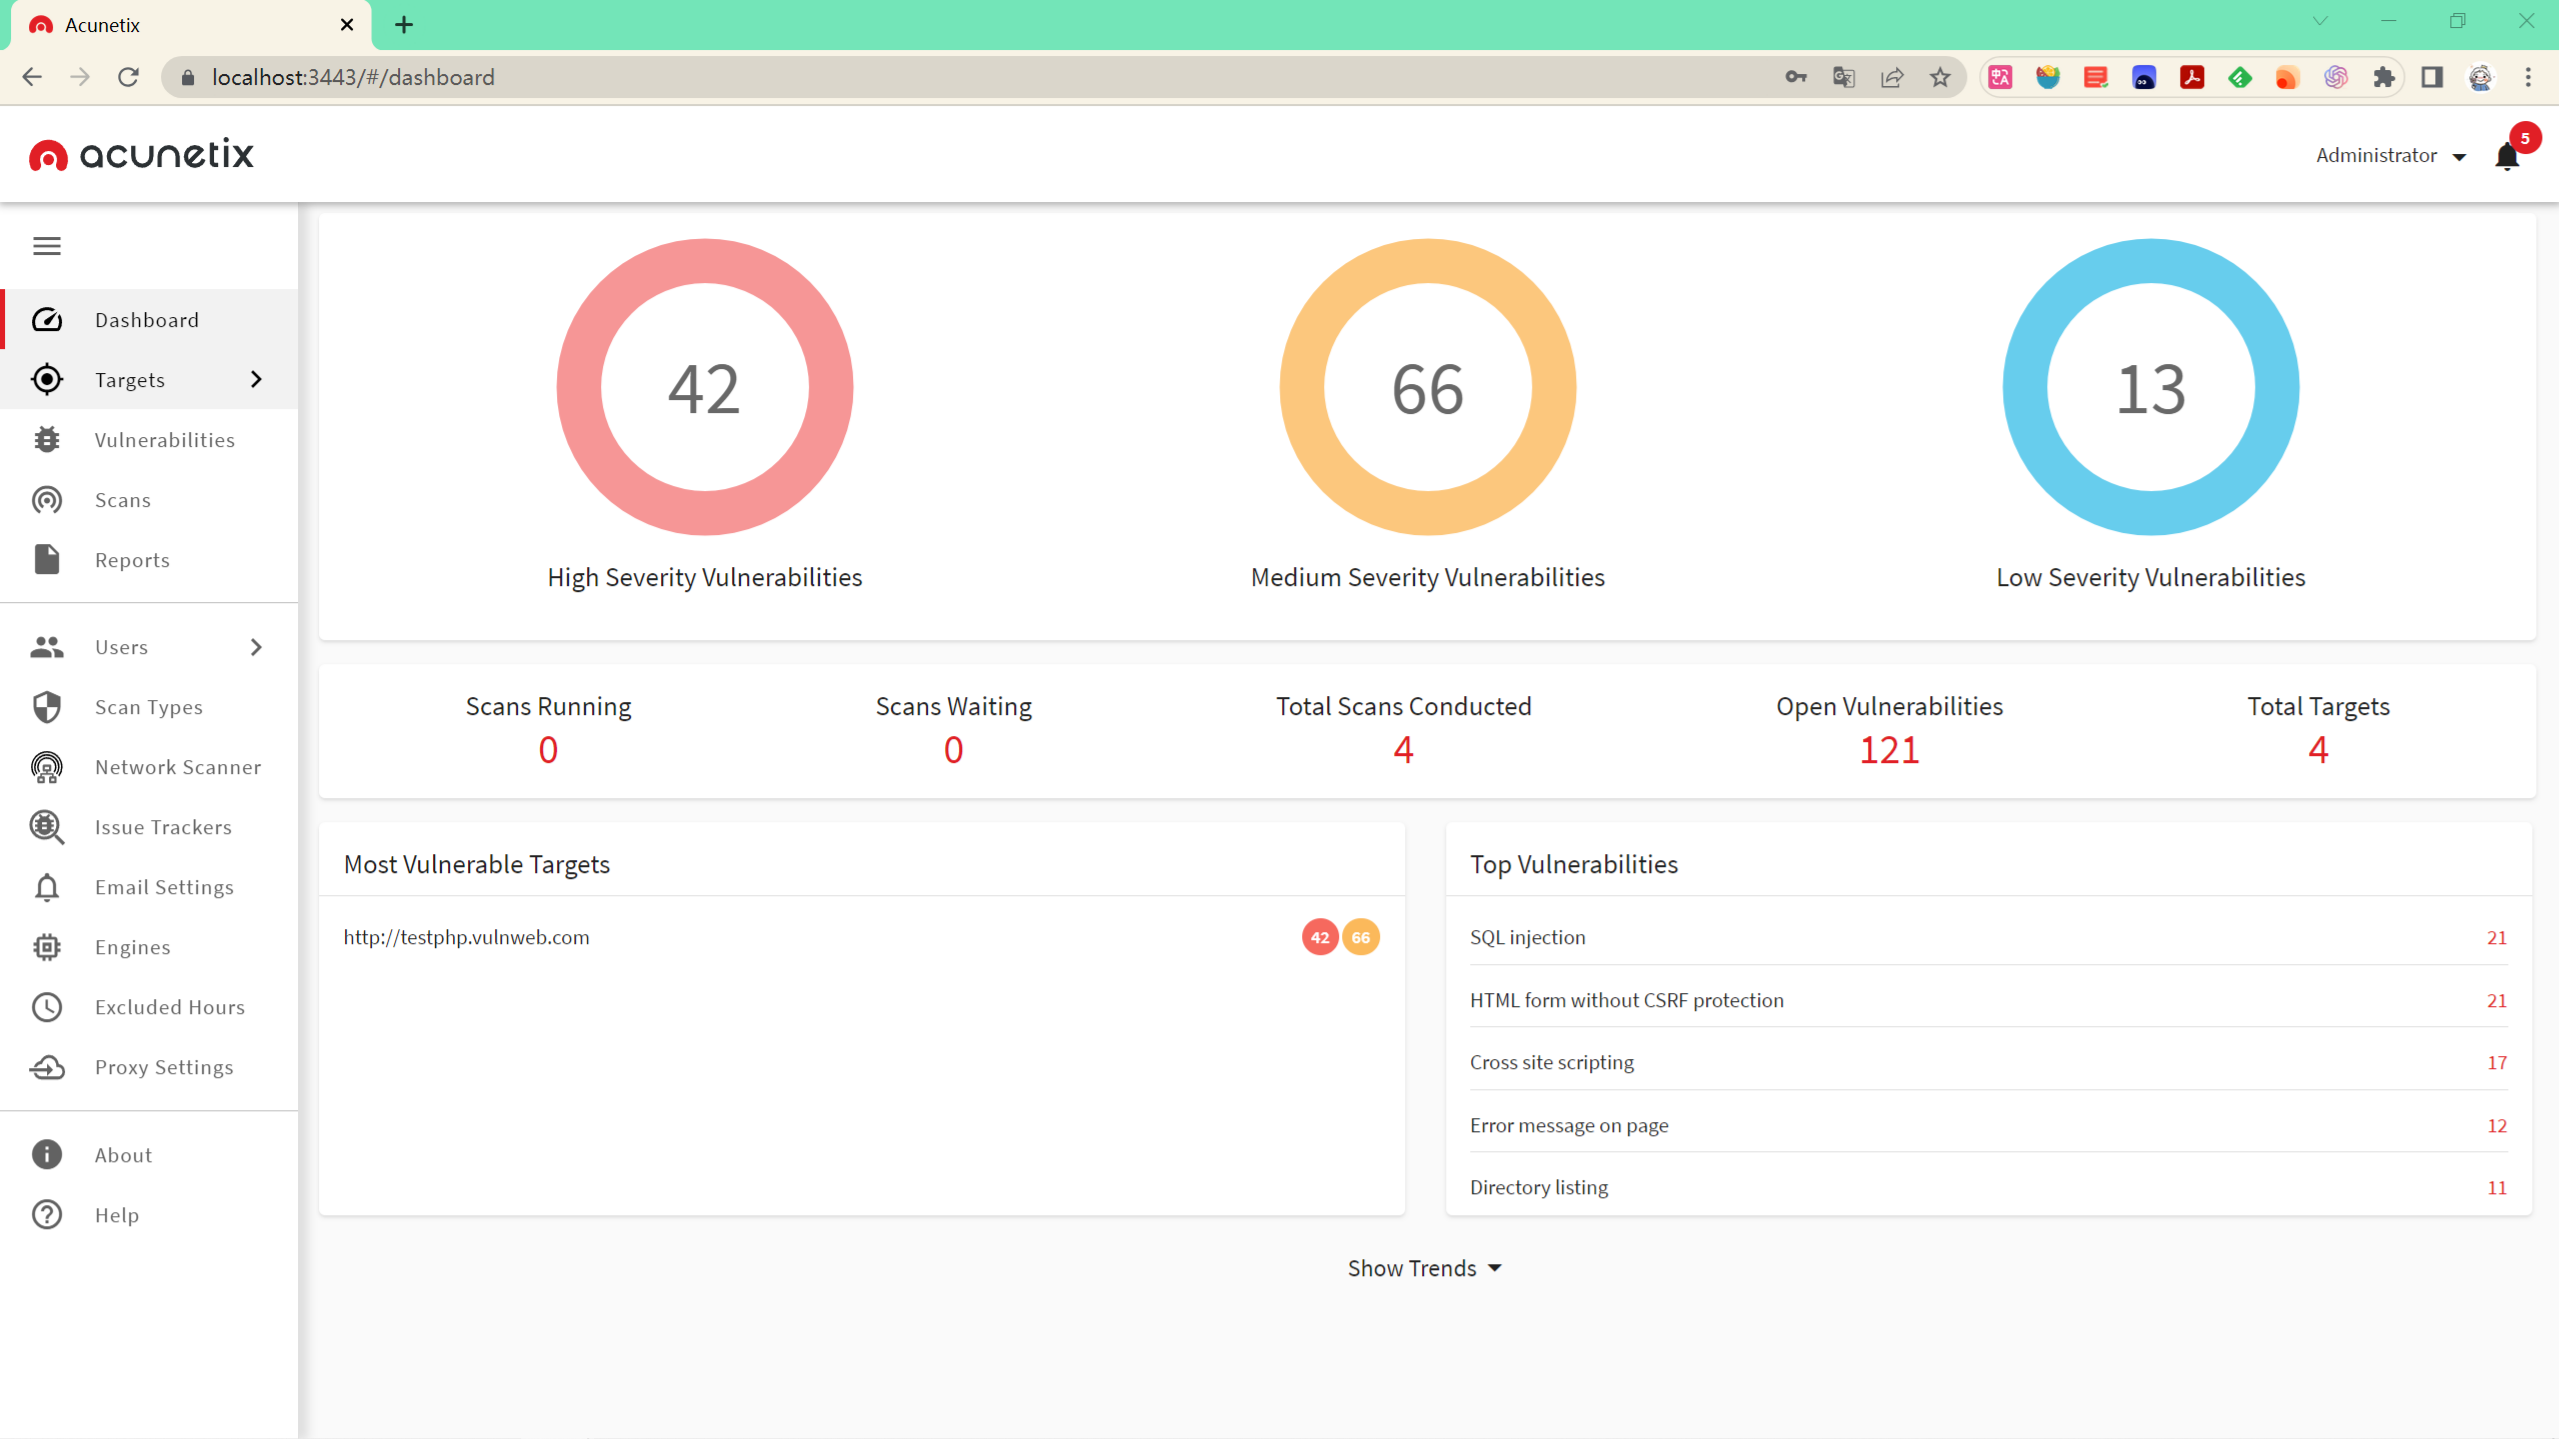 Acunetix
localhost:3443/#/dashboard
acunetix
Administrator
5
Dashboard
Targets
Vulnerabilities
Scans
Reports
Users
Scan Types
Network Scanner
Issue Trackers
Email Settings
Engines
Excluded Hours
Proxy Settings
About
Help
42
66
13
High Severity Vulnerabilities
Medium Severity Vulnerabilities
Low Severity Vulnerabilities
Scans Running
0
Scans Waiting
0
Total Scans Conducted
4
Open Vulnerabilities
121
Total Targets
4
Most Vulnerable Targets
http://testphp.vulnweb.com 42 66
Top Vulnerabilities
SQL injection 21
HTML form without CSRF protection 21
Cross site scripting 17
Error message on page 12
Directory listing 11
Show Trends